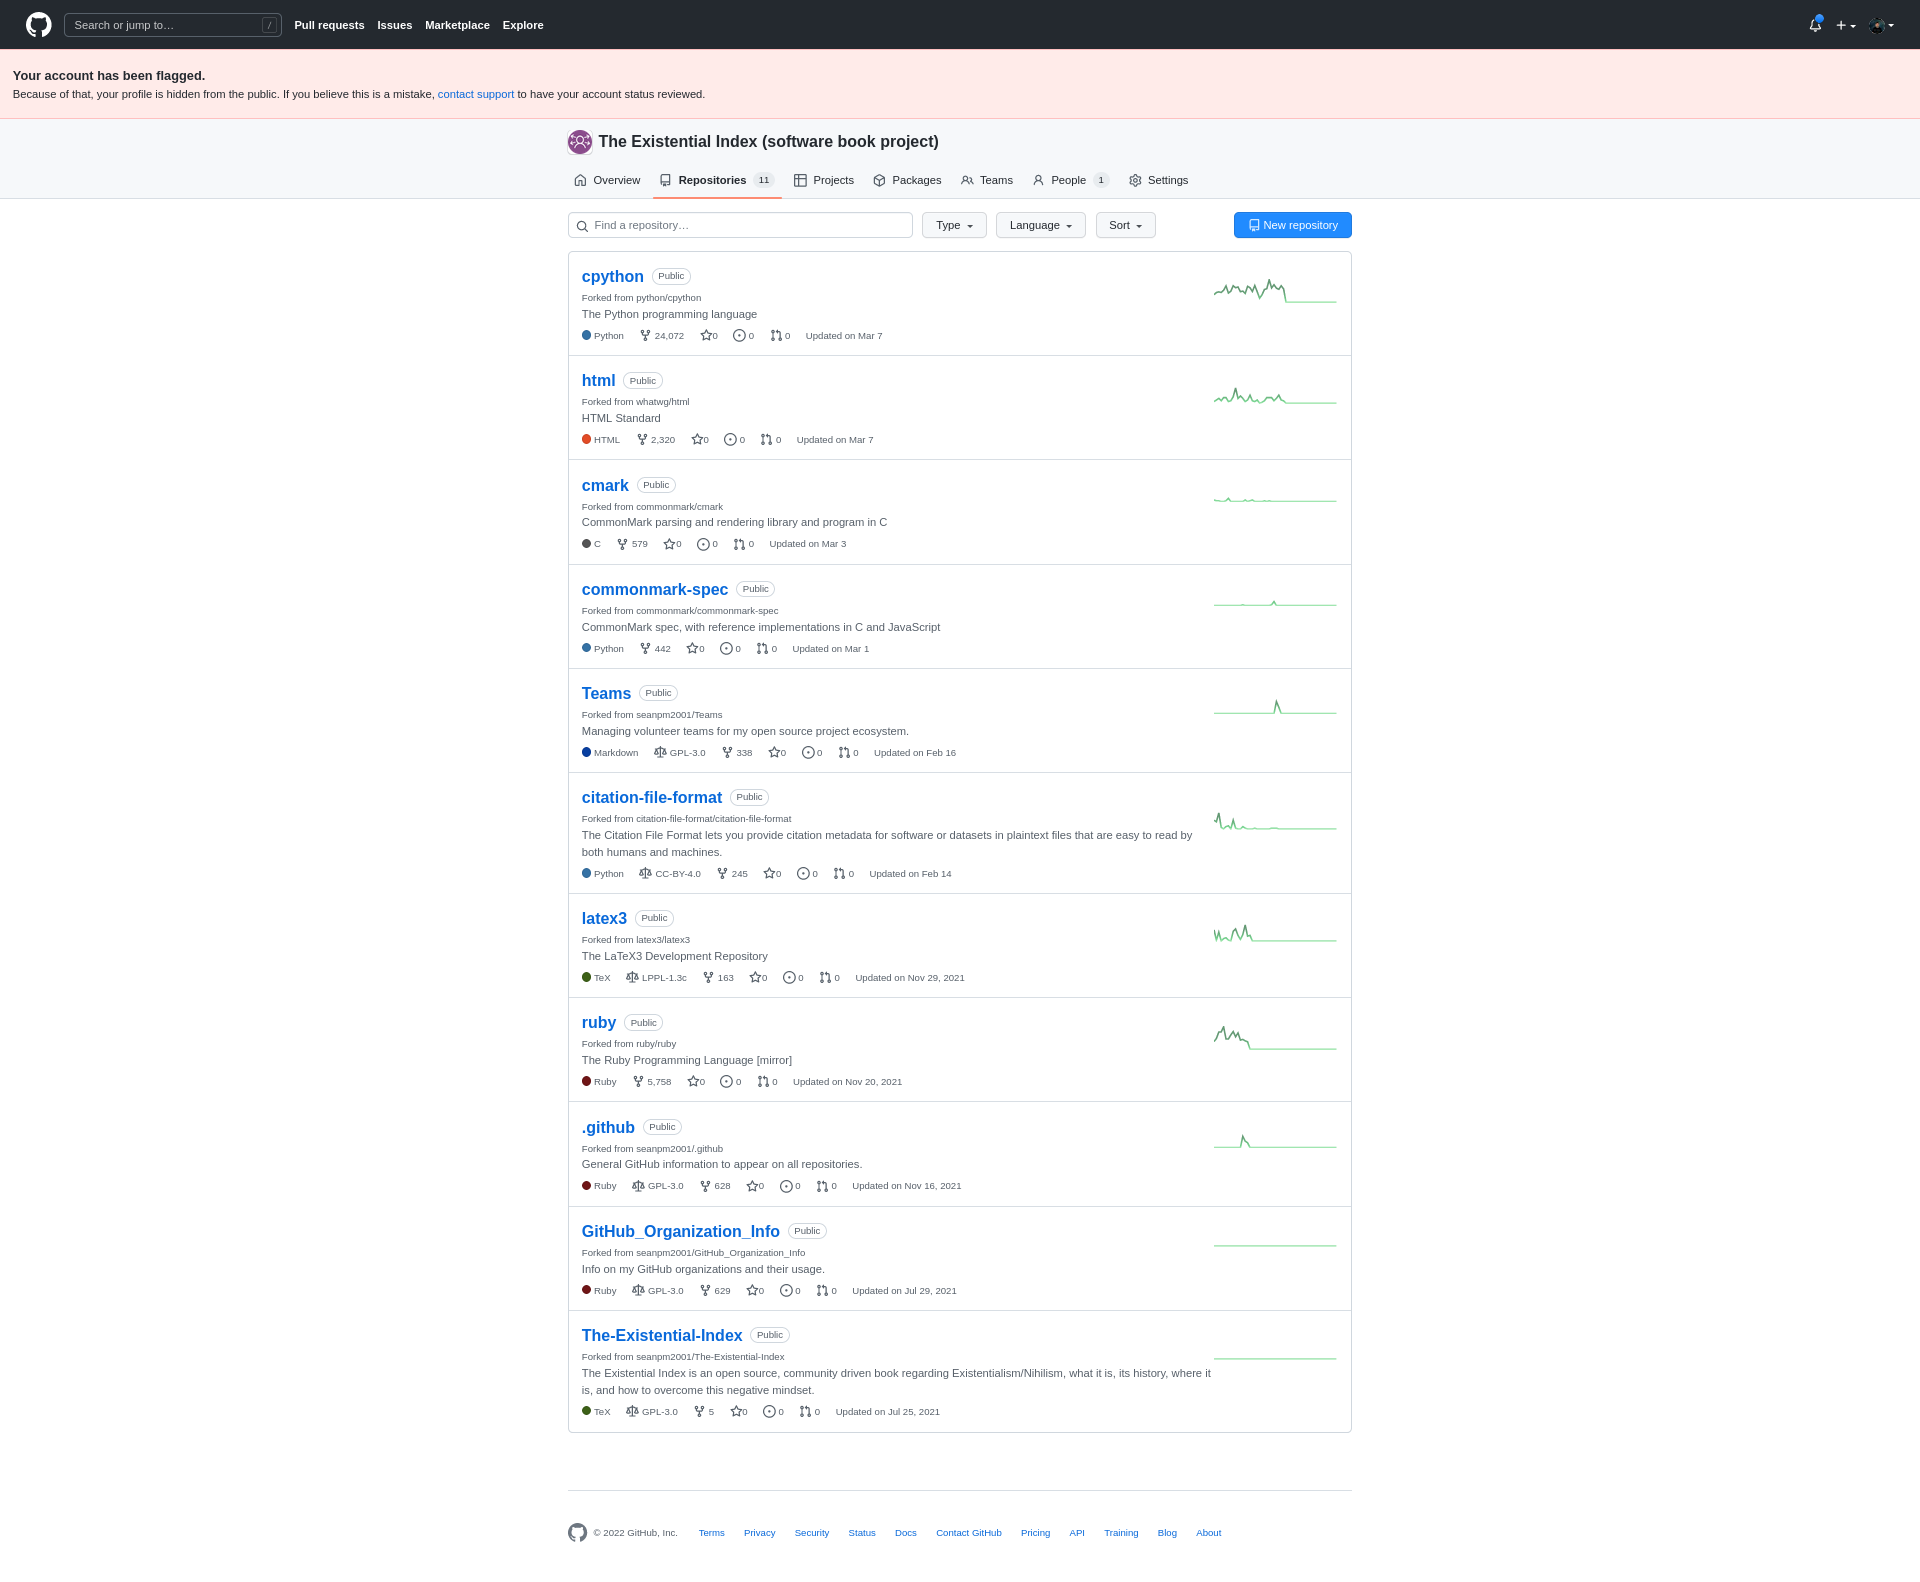 Search or jump to… /
Pull requests Issues Marketplace Explore
Your account has been flagged.
Because of that, your profile is hidden from the public. If you believe this is a mistake, contact support to have your account status reviewed.
The Existential Index (software book project)
Overview Repositories 11 Projects Packages Teams People 1 Settings
Find a repository… Type Language Sort New repository
cpython Public
Forked from python/cpython
The Python programming language
Python 24,072 0 0 0 Updated on Mar 7
html Public
Forked from whatwg/html
HTML Standard
HTML 2,320 0 0 0 Updated on Mar 7
cmark Public
Forked from commonmark/cmark
CommonMark parsing and rendering library and program in C
C 579 0 0 0 Updated on Mar 3
commonmark-spec Public
Forked from commonmark/commonmark-spec
CommonMark spec, with reference implementations in C and JavaScript
Python 442 0 0 0 Updated on Mar 1
Teams Public
Forked from seanpm2001/Teams
Managing volunteer teams for my open source project ecosystem.
Markdown GPL-3.0 338 0 0 0 Updated on Feb 16
citation-file-format Public
Forked from citation-file-format/citation-file-format
The Citation File Format lets you provide citation metadata for software or datasets in plaintext files that are easy to read by
both humans and machines.
Python CC-BY-4.0 245 0 0 0 Updated on Feb 14
latex3 Public
Forked from latex3/latex3
The LaTeX3 Development Repository
TeX LPPL-1.3c 163 0 0 0 Updated on Nov 29, 2021
ruby Public
Forked from ruby/ruby
The Ruby Programming Language [mirror]
Ruby 5,758 0 0 0 Updated on Nov 20, 2021
.github Public
Forked from seanpm2001/.github
General GitHub information to appear on all repositories.
Ruby GPL-3.0 628 0 0 0 Updated on Nov 16, 2021
GitHub_Organization_Info Public
Forked from seanpm2001/GitHub_Organization_Info
Info on my GitHub organizations and their usage.
Ruby GPL-3.0 629 0 0 0 Updated on Jul 29, 2021
The-Existential-Index Public
Forked from seanpm2001/The-Existential-Index
The Existential Index is an open source, community driven book regarding Existentialism/Nihilism, what it is, its history, where it
is, and how to overcome this negative mindset.
TeX GPL-3.0 5 0 0 0 Updated on Jul 25, 2021
© 2022 GitHub, Inc. Terms Privacy Security Status Docs Contact GitHub Pricing API Training Blog About